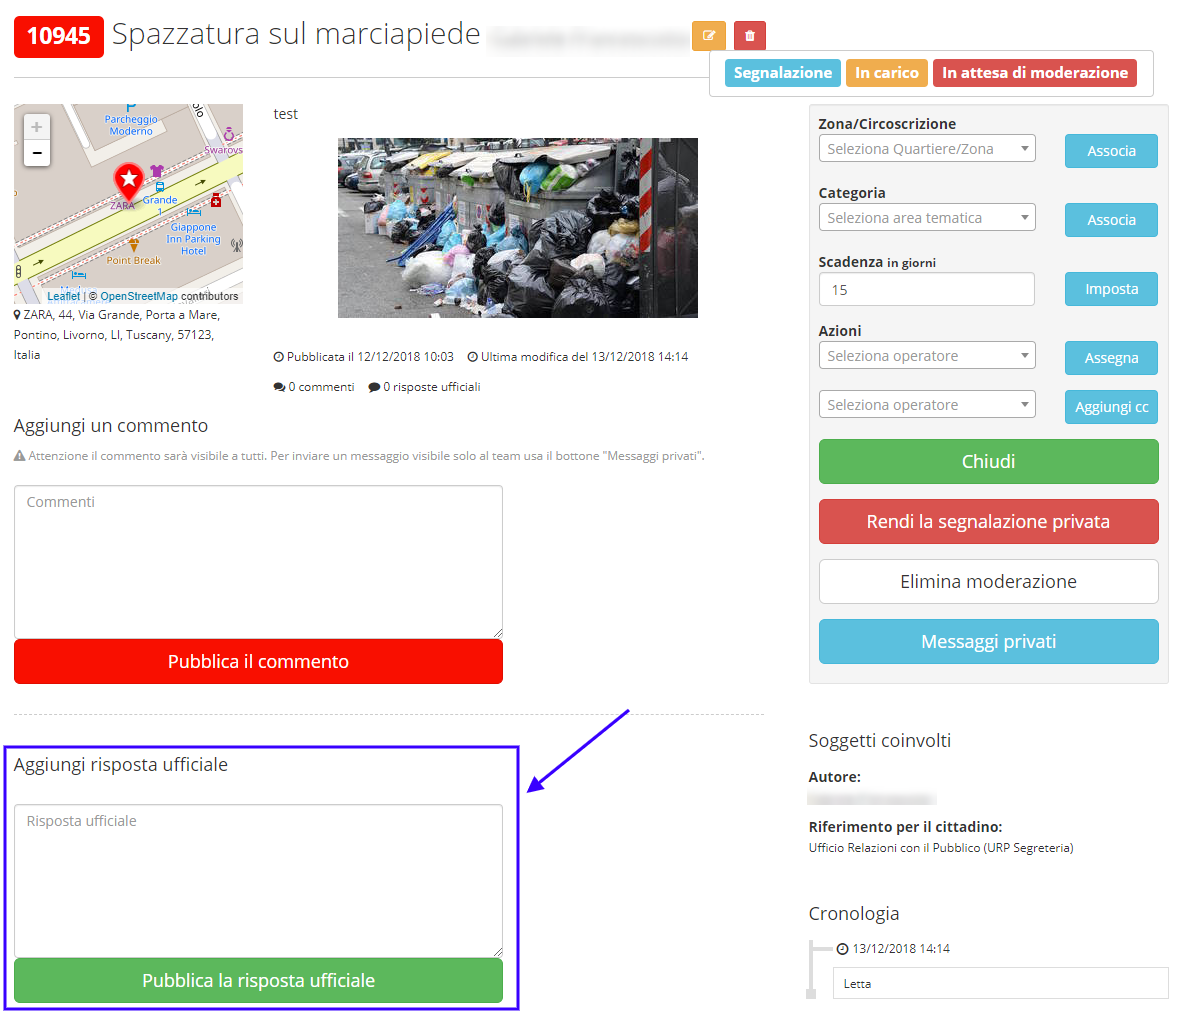 10945 Spazzatura sul marciapiede
Segnalazione In carico In attesa di moderazione
+
−
Parcheggio
Moderno
olo
Swarovs
ZARA
Grande
1
Giappone
Inn Parking
Hotel
Point Break
Leaflet | © OpenStreetMap contributors
ZARA, 44, Via Grande, Porta a Mare,
Pontino, Livorno, LI, Tuscany, 57123,
Italia
test
Pubblicata il 12/12/2018 10:03 Ultima modifica del 13/12/2018 14:14
0 commenti 0 risposte ufficiali
Aggiungi un commento
Attenzione il commento sarà visibile a tutti. Per inviare un messaggio visibile solo al team usa il bottone "Messaggi privati".
Commenti
Pubblica il commento
Aggiungi risposta ufficiale
Risposta ufficiale
Pubblica la risposta ufficiale
Zona/Circoscrizione
Seleziona Quartiere/Zona
Associa
Categoria
Seleziona area tematica
Associa
Scadenza in giorni
15
Imposta
Azioni
Seleziona operatore
Assegna
Seleziona operatore
Aggiungi cc
Chiudi
Rendi la segnalazione privata
Elimina moderazione
Messaggi privati
Soggetti coinvolti
Autore:
Riferimento per il cittadino:
Ufficio Relazioni con il Pubblico (URP Segreteria)
Cronologia
13/12/2018 14:14
Letta